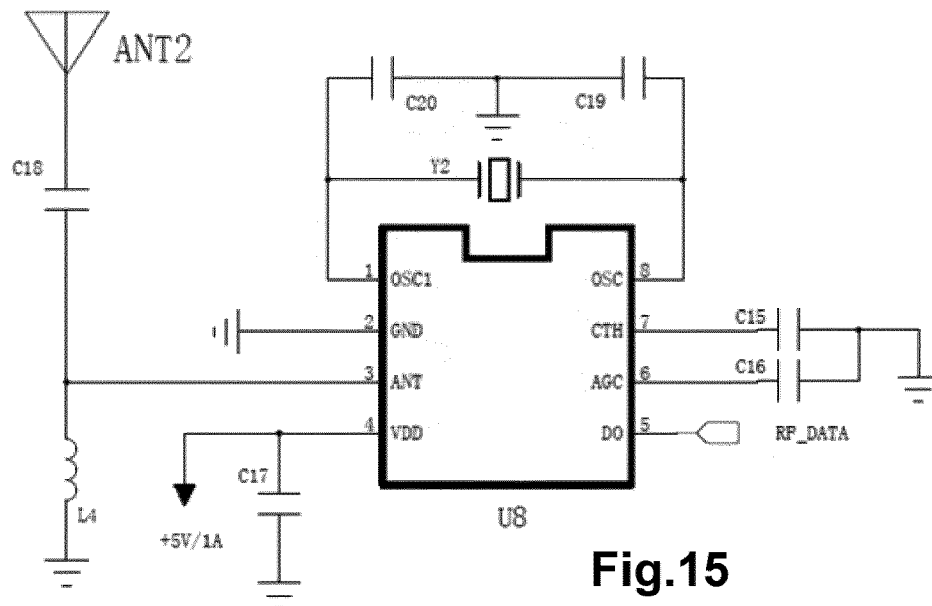 ANT2
C20
C19
C18
Y2
1 OSC1
OSC 8
2 GND
CTH 7
C15
3 ANT
AGC 6
C16
4 VDD
DO 5
RF_DATA
C17
L4
+5V/1A
U8
Fig.15